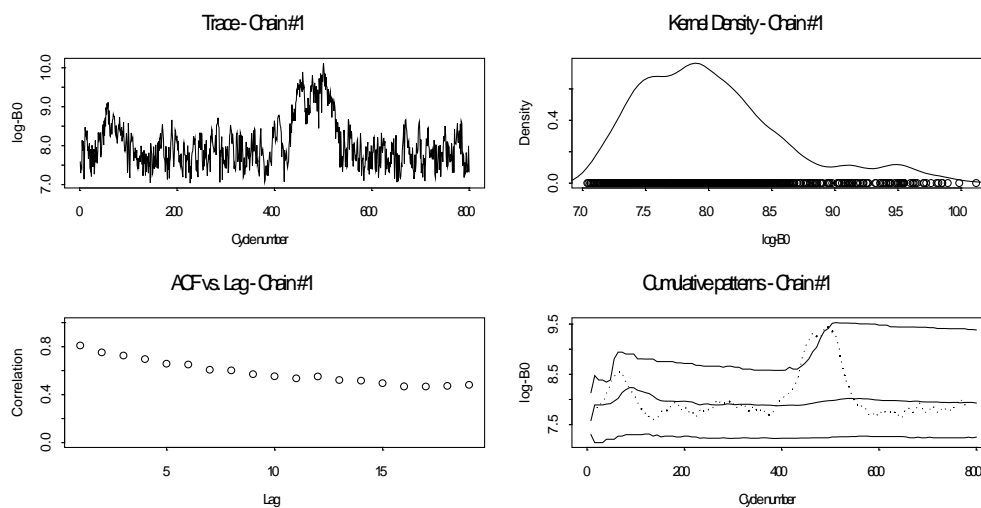 Trace - Chain #1
log-B0
10.0
9.0
8.0
7.0
0
200
400
600
800
Cycle number
Kernel Density - Chain #1
Density
0.4
0.0
7.0
7.5
8.0
8.5
9.0
9.5
10.0
log-B0
ACF vs. Lag - Chain #1
Correlation
0.8
0.4
0.0
5
10
15
Lag
Cumulative patterns - Chain #1
log-B0
9.5
8.5
7.5
0
200
400
600
800
Cycle number